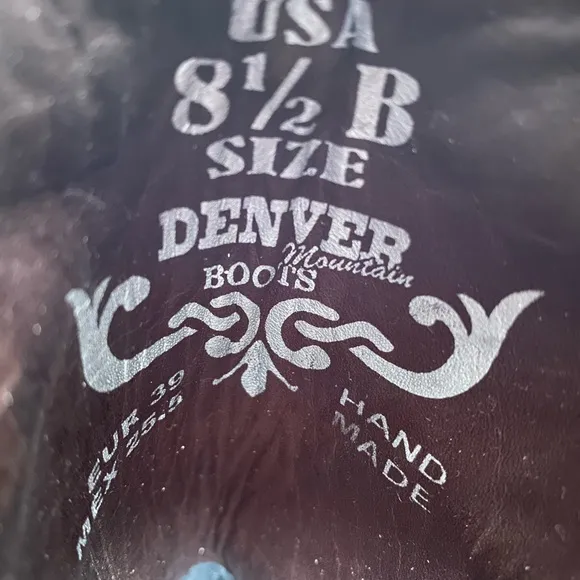 USA
8½ B
SIZE
DENVER
Mountain
BOOTS
EUR 39
MEX 25.5
HAND
MADE